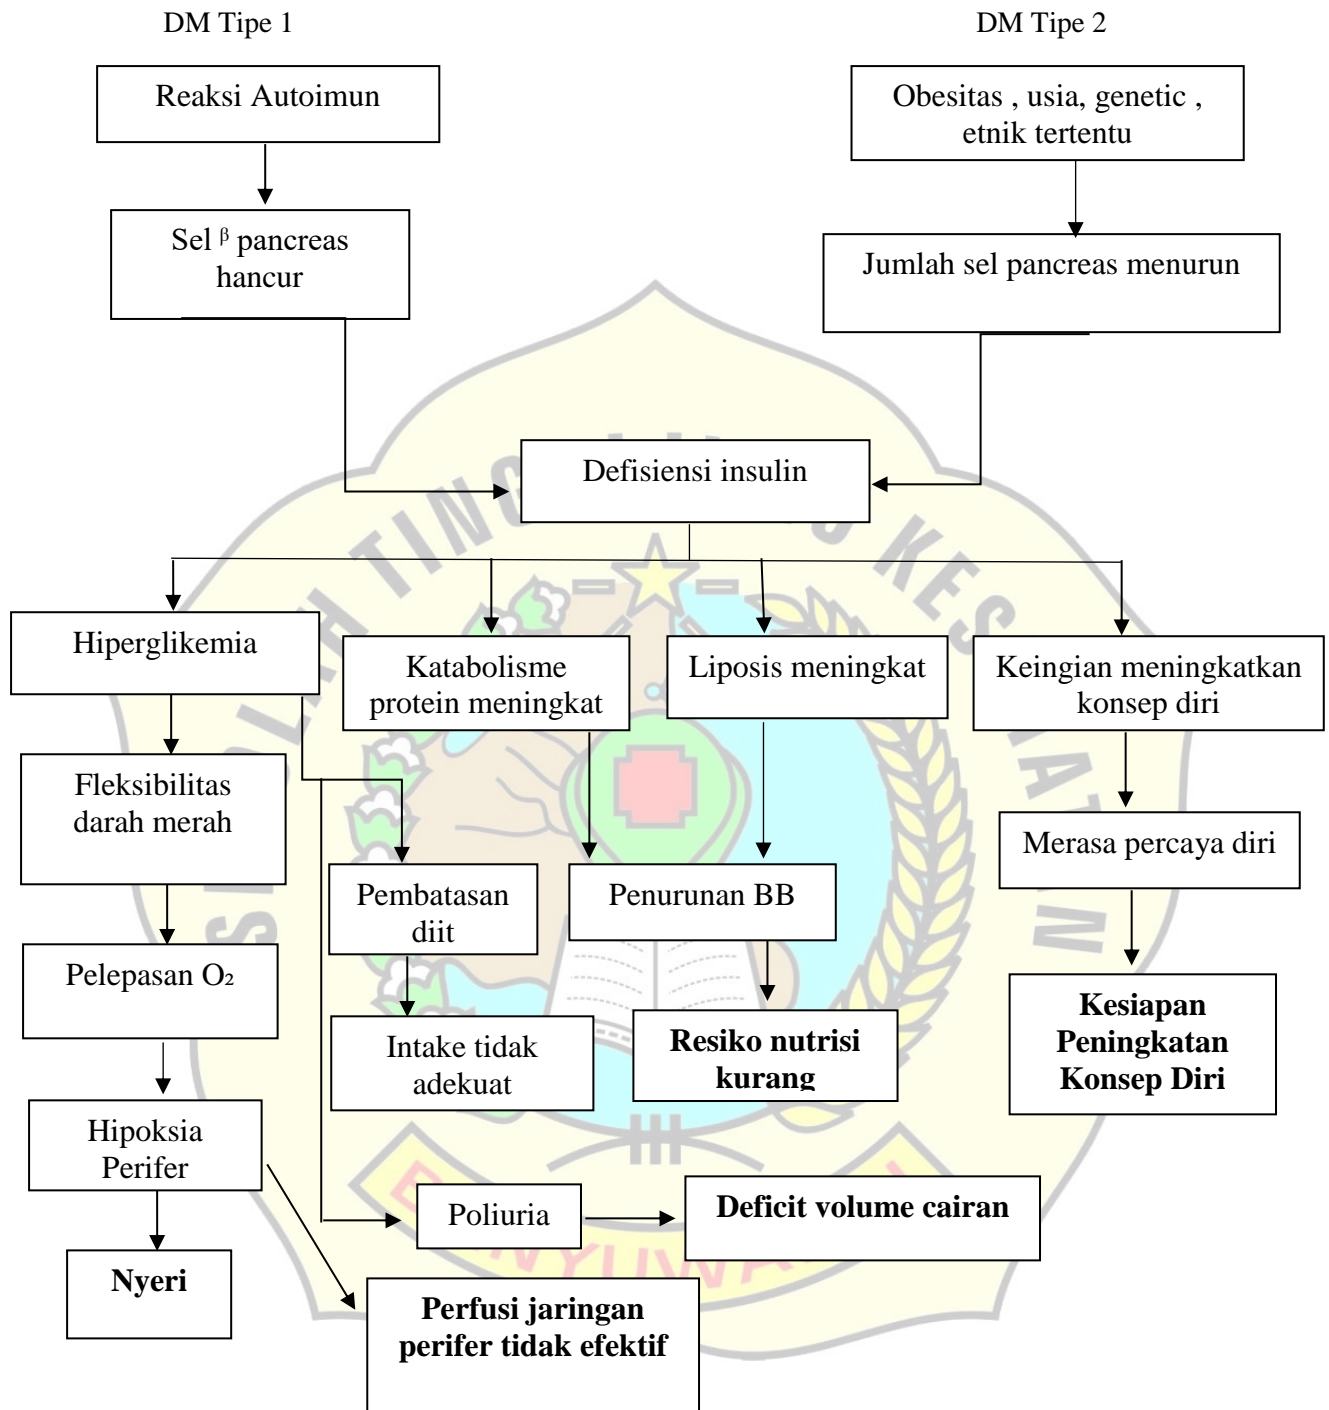 DM Tipe 1
DM Tipe 2
Reaksi Autoimun
Obesitas , usia, genetic ,
etnik tertentu
Sel β pancreas
hancur
Jumlah sel pancreas menurun
Defisiensi insulin
Hiperglikemia
Katabolisme
protein meningkat
Liposis meningkat
Keingian meningkatkan
konsep diri
Fleksibilitas
darah merah
Merasa percaya diri
Pembatasan
diit
Penurunan BB
Pelepasan O₂
Intake tidak
adekuat
Resiko nutrisi
kurang
Kesiapan
Peningkatan
Konsep Diri
Hipoksia
Perifer
Poliuria
Deficit volume cairan
Nyeri
Perfusi jaringan
perifer tidak efektif